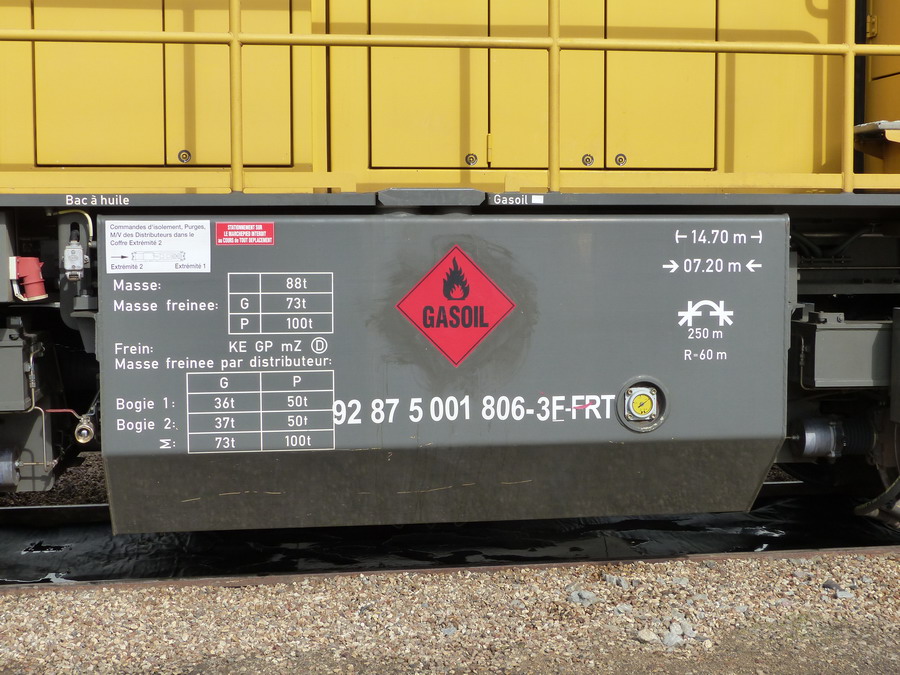 Bac à huile
Gasoil
Commandes d'isolement, Purges,
M/V des Distributeurs dans le
Coffre Extrémité 2
Extrémité 2 Extrémité 1
STATIONNEMENT SUR
LE MARCHEPIED INTERDIT
au COURS de TOUT DEPLACEMENT
14.70 m
07.20 m
Masse: 88t
Masse freinee: G 73t
P 100t
GASOIL
250 m
R-60 m
Frein: KE GP mZ D
Masse freinee par distributeur:
G P
Bogie 1: 36t 50t
Bogie 2: 37t 50t
Σ: 73t 100t
92 87 5 001 806-3 F-FRT